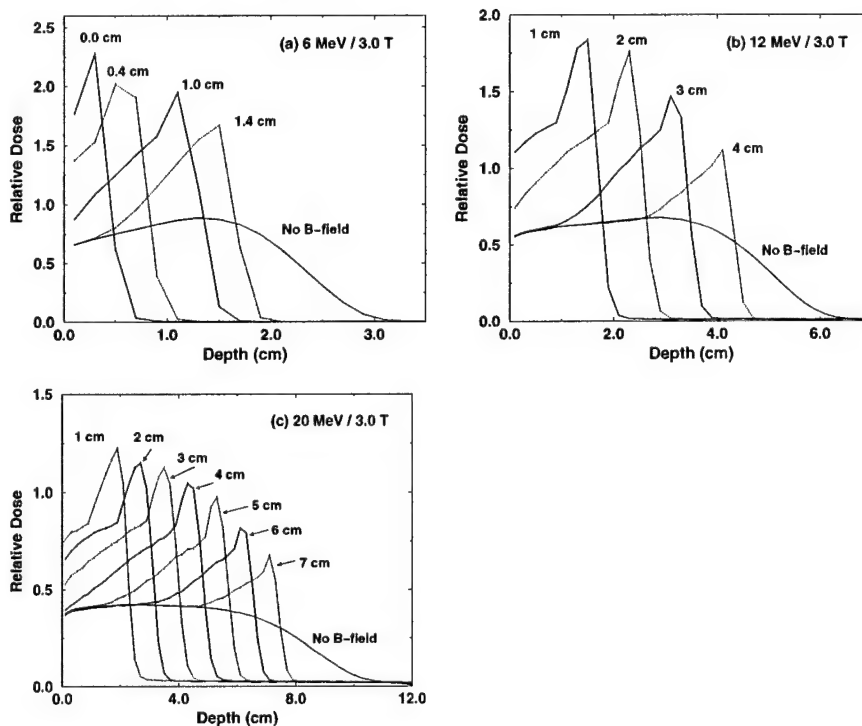 (a) 6 MeV / 3.0 T
0.0 cm
0.4 cm
1.0 cm
1.4 cm
No B-field
Relative Dose
2.5
2.0
1.5
1.0
0.5
0.0
0.0
1.0
2.0
3.0
Depth (cm)
(b) 12 MeV / 3.0 T
1 cm
2 cm
3 cm
4 cm
No B-field
Relative Dose
2.0
1.5
1.0
0.5
0.0
0.0
2.0
4.0
6.0
Depth (cm)
(c) 20 MeV / 3.0 T
1 cm
2 cm
3 cm
4 cm
5 cm
6 cm
7 cm
No B-field
Relative Dose
1.5
1.0
0.5
0.0
0.0
4.0
8.0
12.0
Depth (cm)